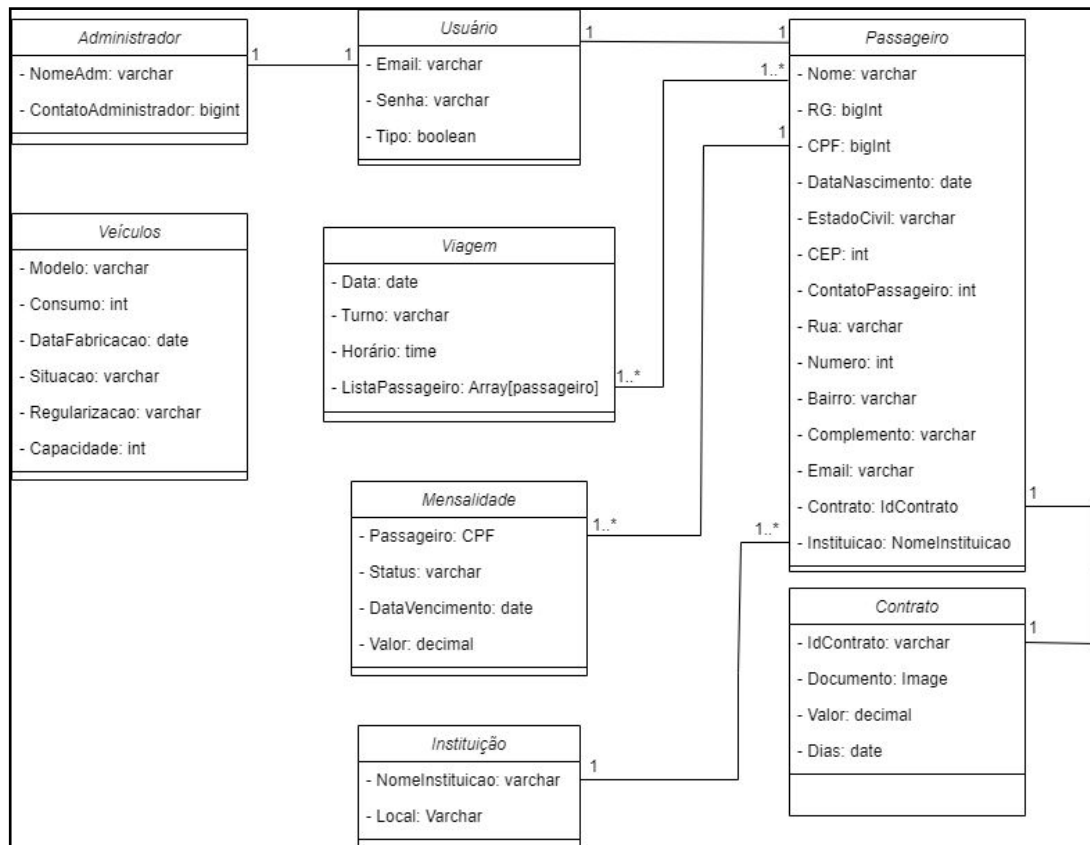 Administrador
- NomeAdm: varchar
- ContatoAdministrador: bigint
1
1
Usuário
- Email: varchar
- Senha: varchar
- Tipo: boolean
1
1
Passageiro
- Nome: varchar
- RG: bigInt
- CPF: bigInt
- DataNascimento: date
- EstadoCivil: varchar
- CEP: int
- ContatoPassageiro: int
- Rua: varchar
- Numero: int
- Bairro: varchar
- Complemento: varchar
- Email: varchar
- Contrato: IdContrato
- Instituicao: NomeInstituicao
1..*
1
1..*
1
Veículos
- Modelo: varchar
- Consumo: int
- DataFabricacao: date
- Situacao: varchar
- Regularizacao: varchar
- Capacidade: int
Viagem
- Data: date
- Turno: varchar
- Horário: time
- ListaPassageiro: Array[passageiro]
1..*
Mensalidade
- Passageiro: CPF
- Status: varchar
- DataVencimento: date
- Valor: decimal
1..*
Contrato
- IdContrato: varchar
- Documento: Image
- Valor: decimal
- Dias: date
1
Instituição
- NomeInstituicao: varchar
- Local: Varchar
1